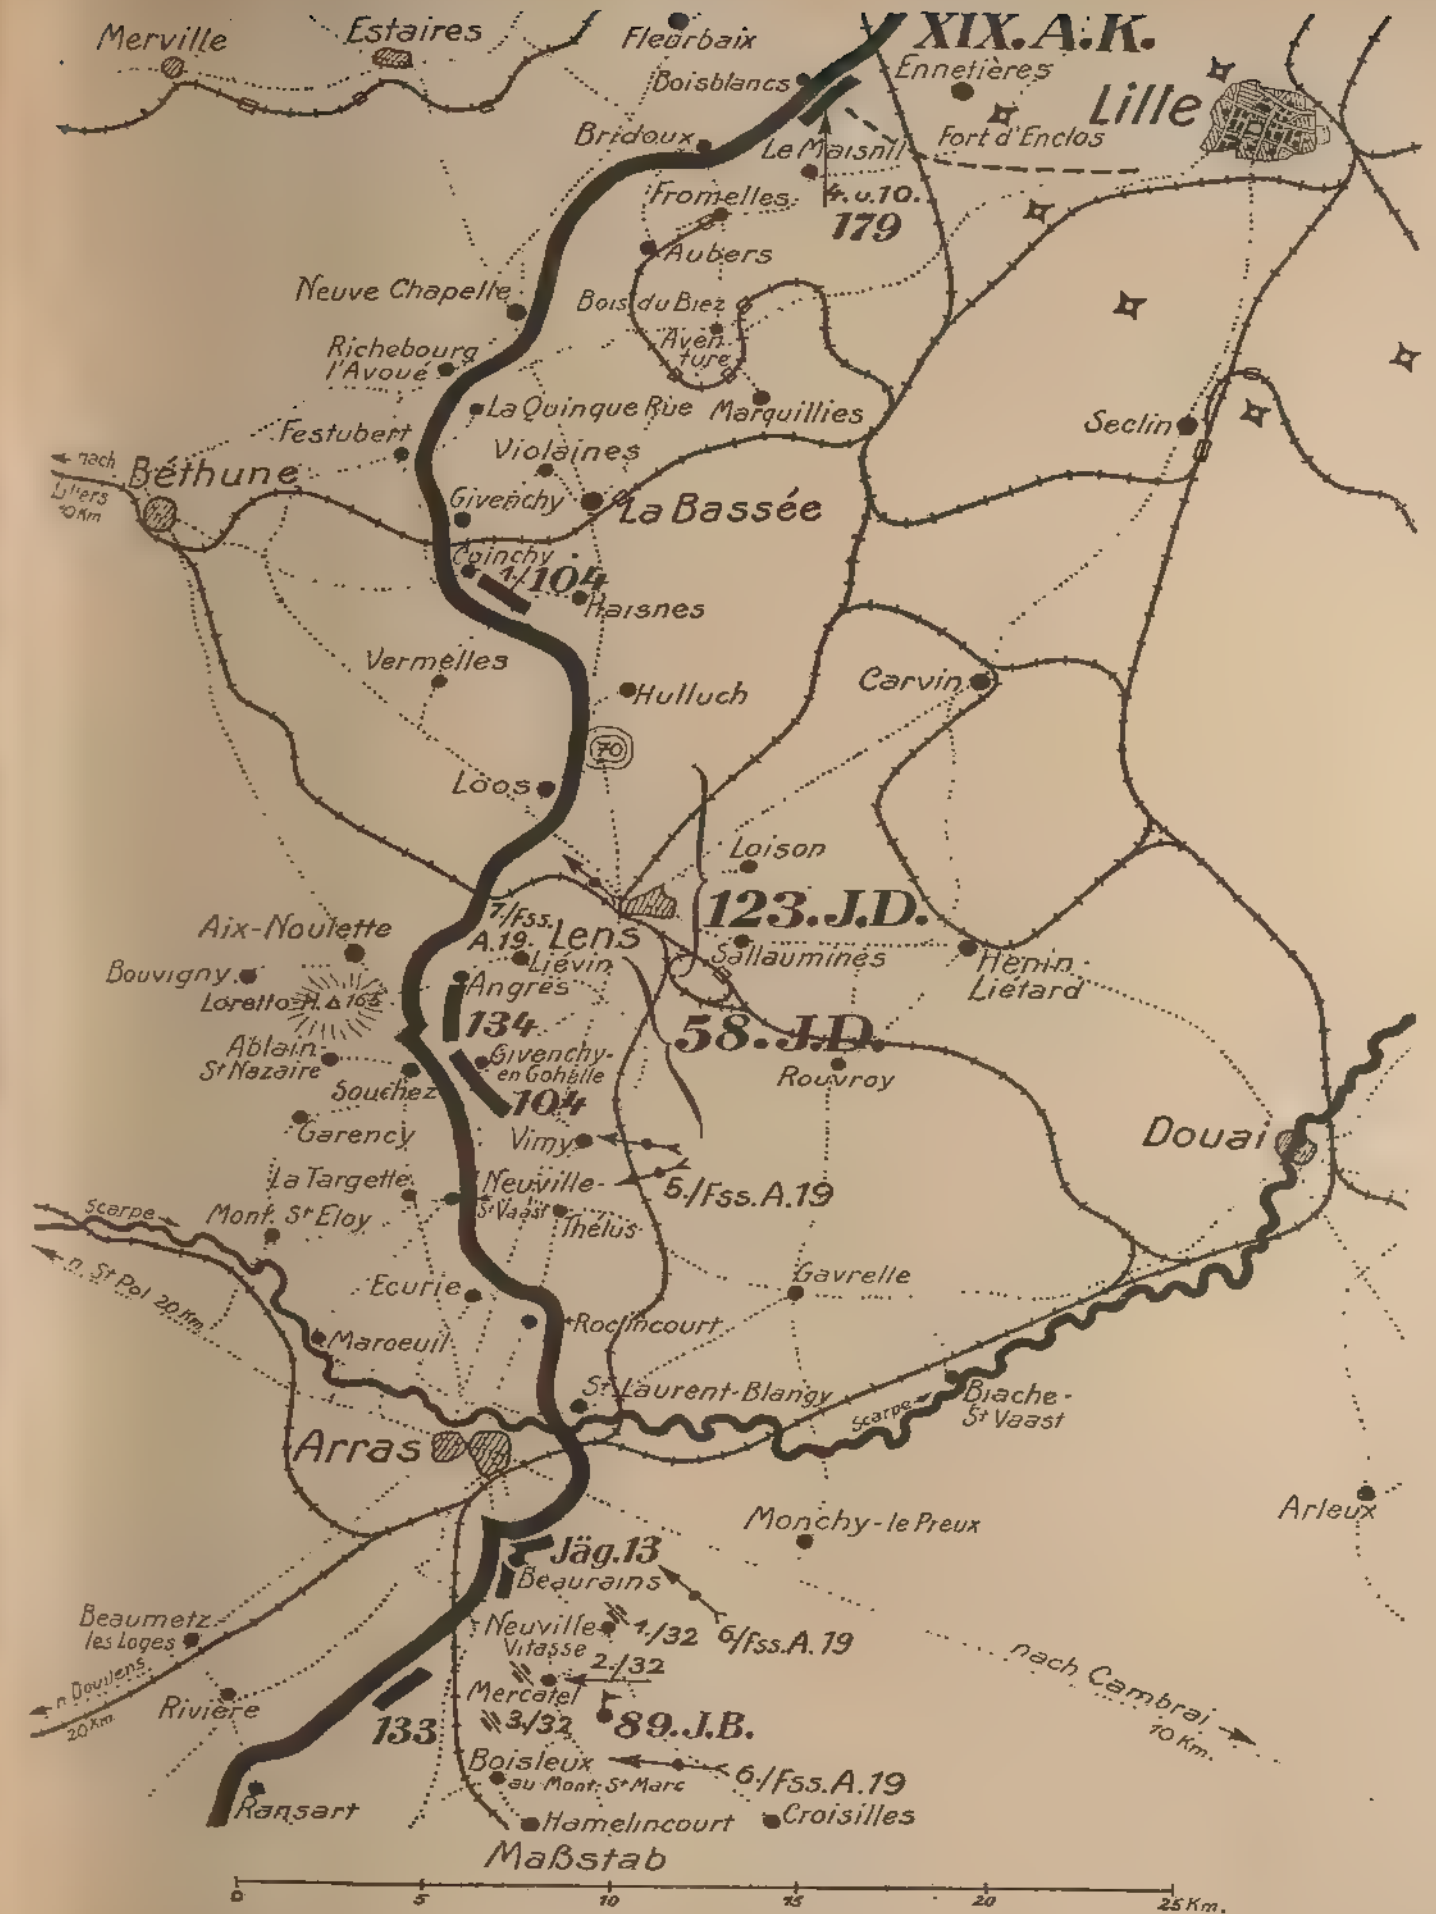 Merville
Estaires
Fleurbaix
XIX. A.K.
Boisblancs
Ennetières
Lille
Bridoux
Le Maisnil
Fort d'Enclos
Fromelles
4. u. 10.
179
Aubers
Neuve Chapelle
Bois du Biez
Aven-
ture
Richebourg
l'Avoué
La Quinque Rue
Marquillies
Festubert
Seclin
Violaines
nach
Lillers
10 Km
Béthune
Givenchy
La Bassée
Cuinchy
1/104
Haisnes
Vermelles
Carvin
Hulluch
70
Loos
Loison
123. J.D.
Aix-Noulette
7/Fss.
A.19.
Lens
Liévin
Sallaumines
Henin-
Liétard
Bouvigny
Angres
Loretto-H. 165
134
58. J.D.
Ablain-
St Nazaire
Givenchy-
en Gohelle
Souchez
104
Rouvroy
Carency
Vimy
Douai
La Targette
Neuville-
St Vaast
5./Fss.A.19
Scarpe
Mont. St Eloy
Thélus
n. St Pol 20 Km.
Ecurie
Gavrelle
Roclincourt
Maroeuil
St Laurent-Blangy
Scarpe
Biache-
St Vaast
Arras
Monchy-le Preux
Arleux
Jäg.13
Beaurains
Beaumetz-
les Loges
Neuville-
Vitasse
1./32
6/Fss.A.19
2./32
nach Cambrai
10 Km.
n Doullens
20 Km.
Rivière
Mercatel
3./32
133
89. J.B.
Boisleux
au Mont-St Marc
6./Fss.A.19
Ransart
Hamelincourt
Croisilles
Maßstab
0 5 10 15 20 25 Km.